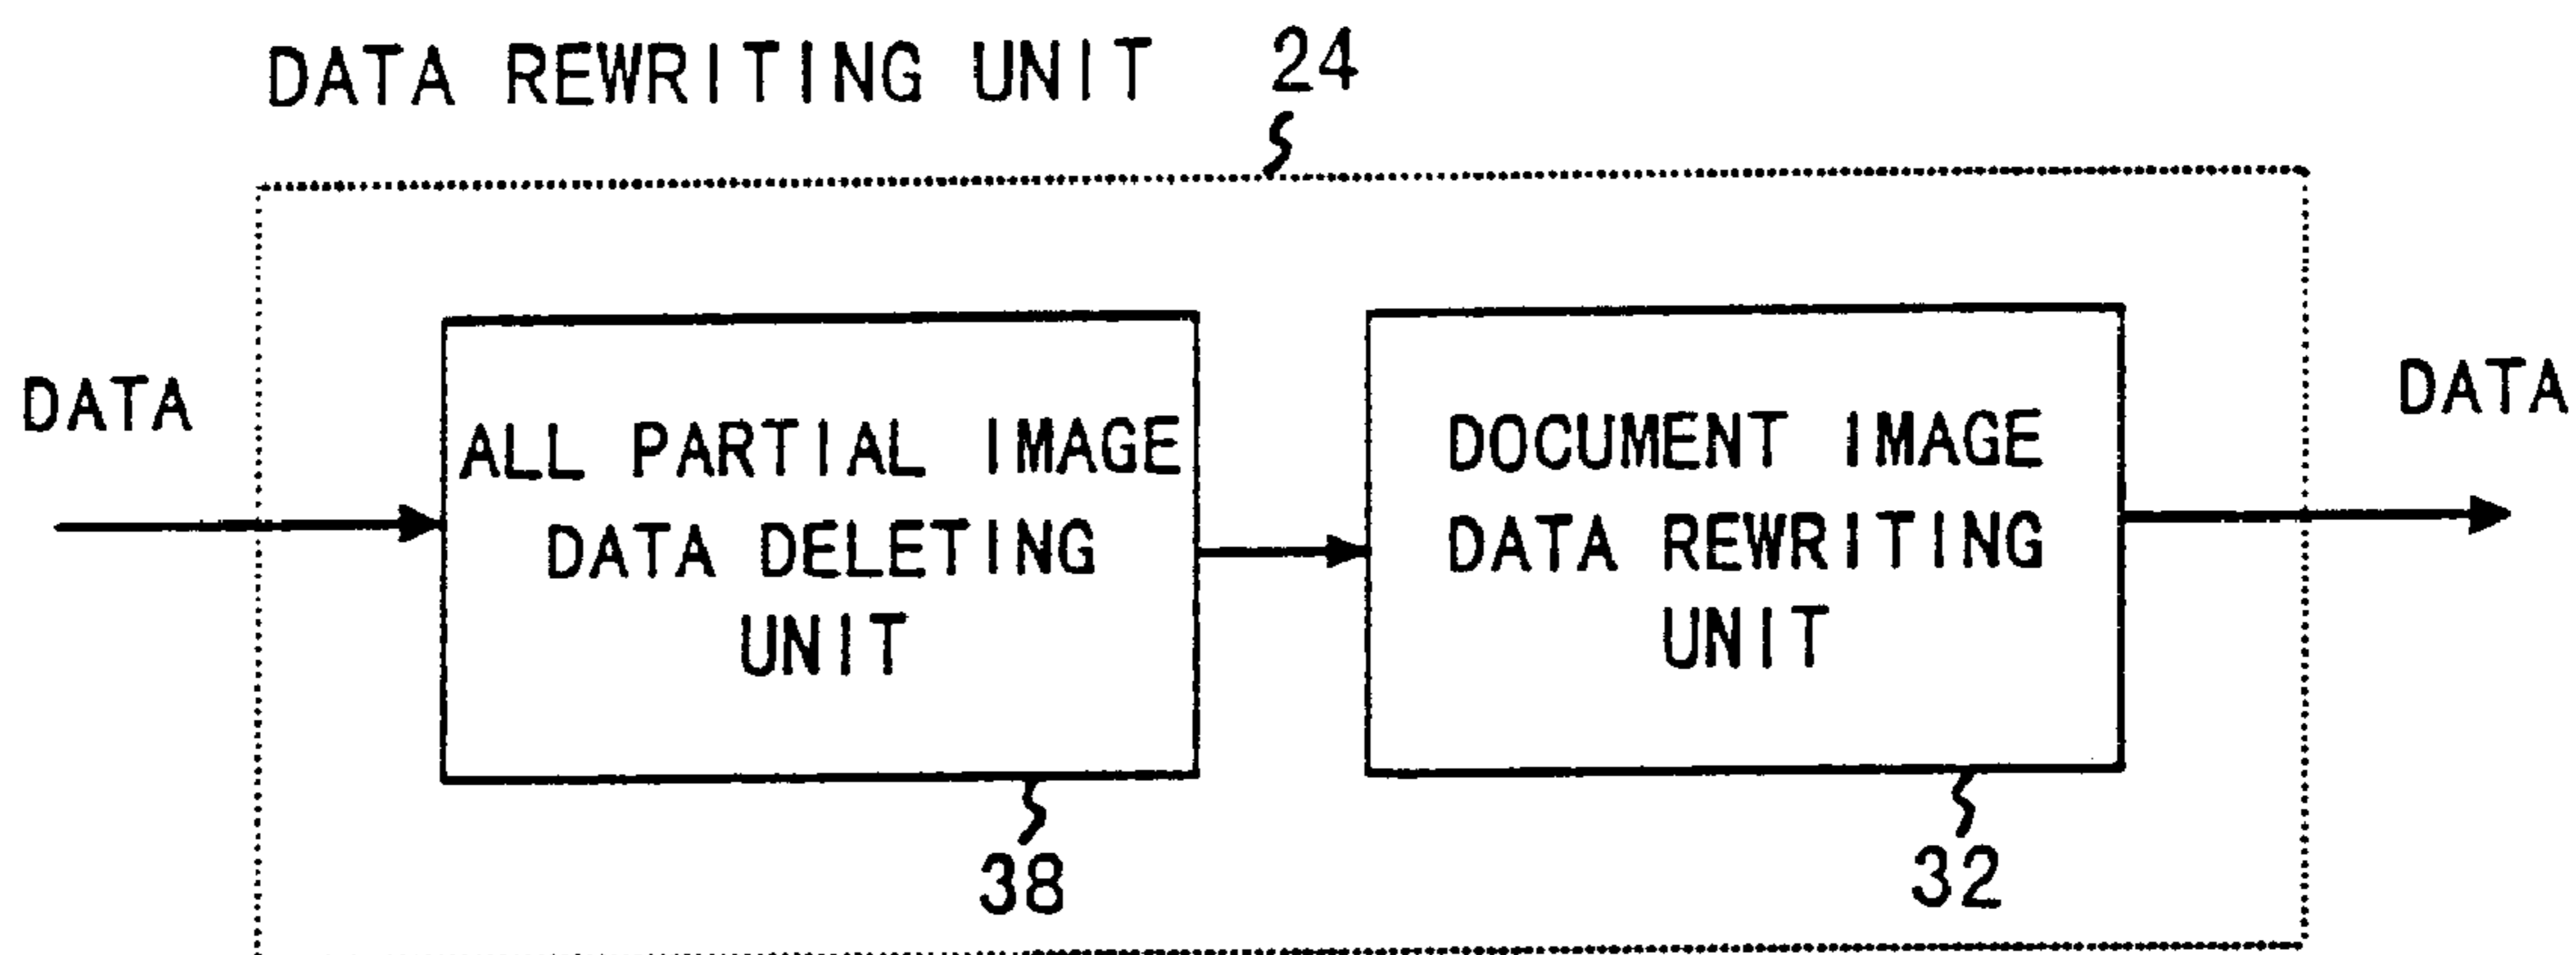 DATA REWRITING UNIT 24
DATA
ALL PARTIAL IMAGE
DATA DELETING
UNIT
38
DOCUMENT IMAGE
DATA REWRITING
UNIT
32
DATA